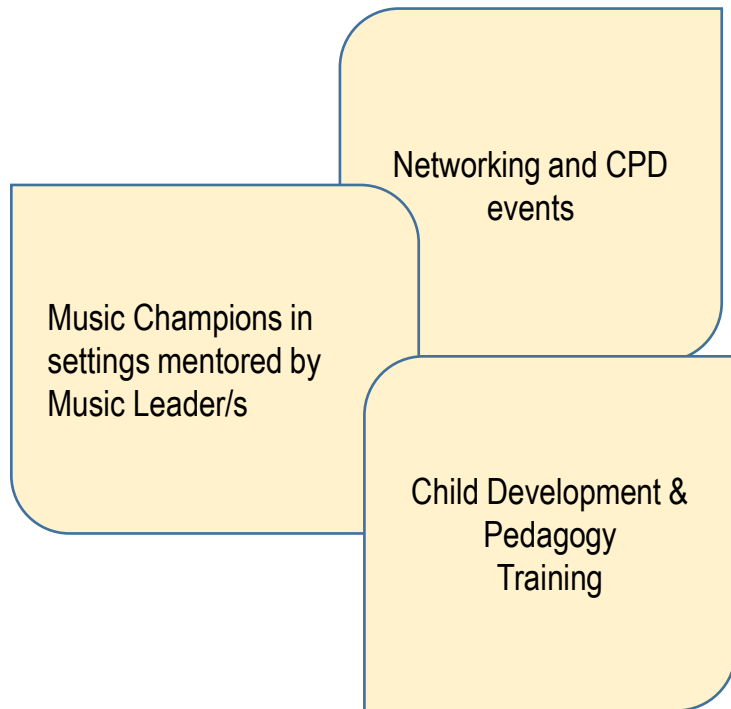 Networking and CPD
events
Music Champions in
settings mentored by
Music Leader/s
Child Development &
Pedagogy
Training